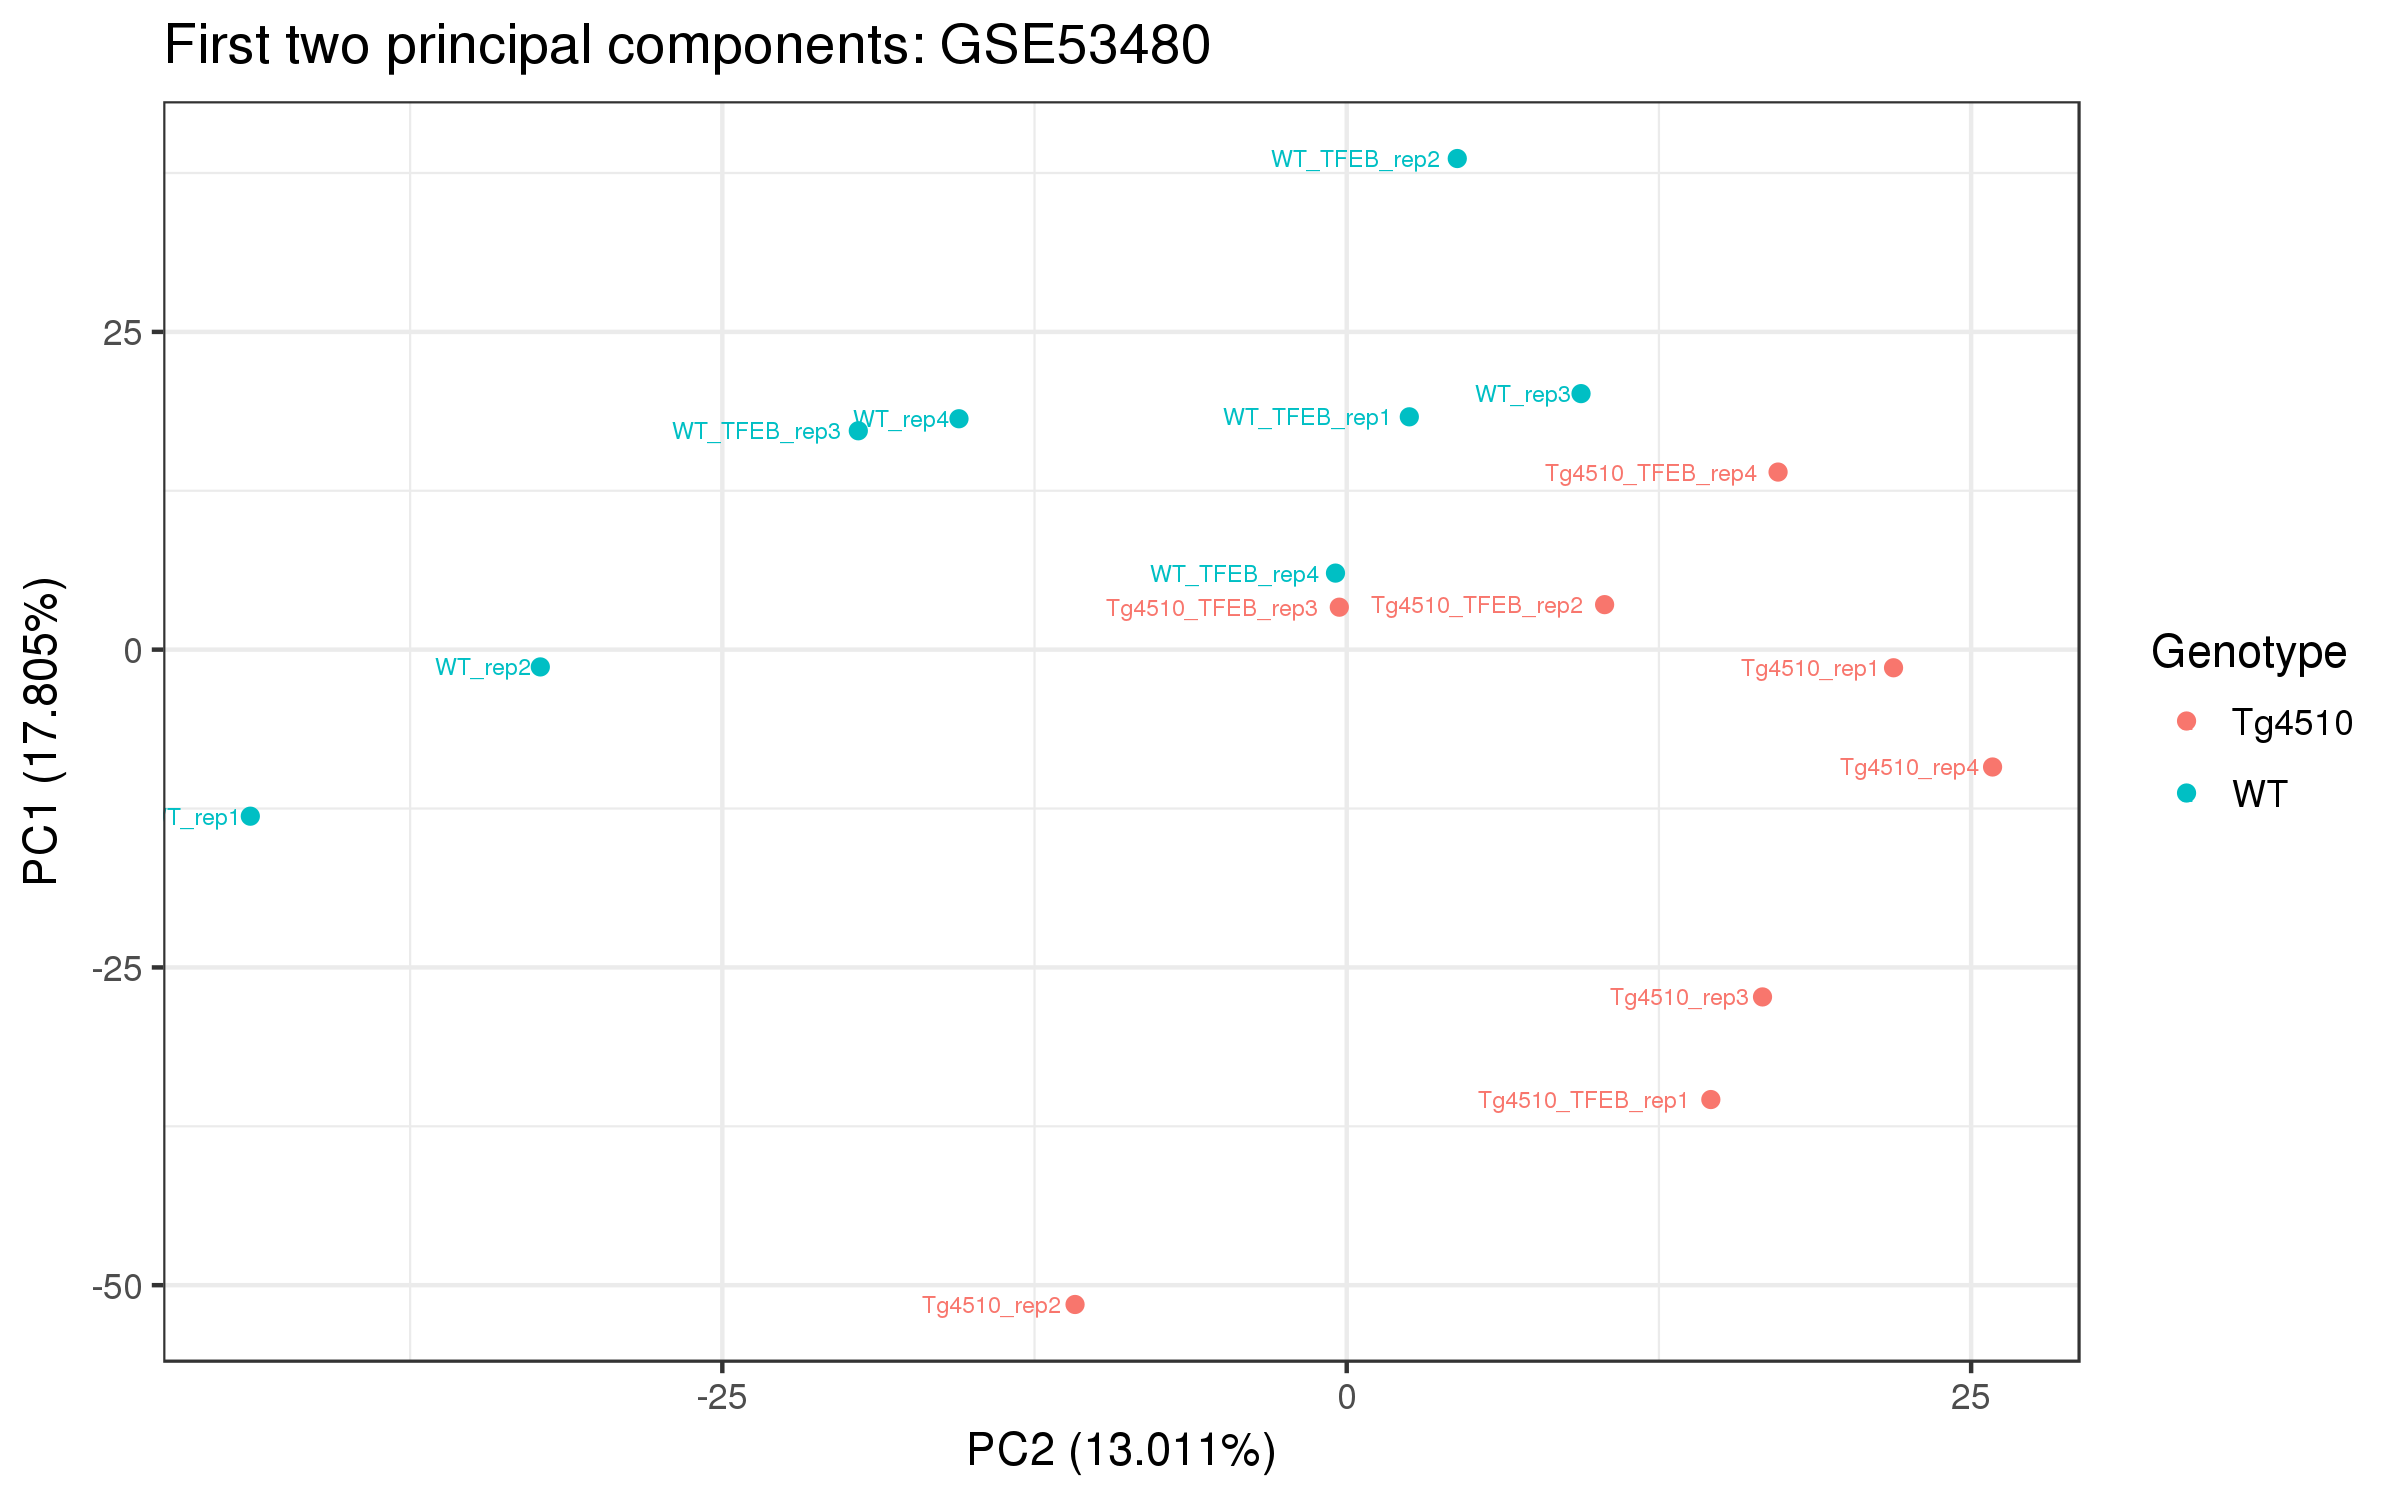 First two principal components: GSE53480
WT_TFEB_rep2
25
WT_rep3
WT_TFEB_rep1
WT_rep4
WT_TFEB_rep3
Tg4510_TFEB_rep4
WT_TFEB_rep4
Tg4510_TFEB_rep3
Tg4510_TFEB_rep2
0
WT_rep2
Tg4510_rep1
Tg4510_rep4
T_rep1
-25
Tg4510_rep3
Tg4510_TFEB_rep1
-50
Tg4510_rep2
-25 0 25
PC2 (13.011%)
PC1 (17.805%)
Genotype
Tg4510
WT